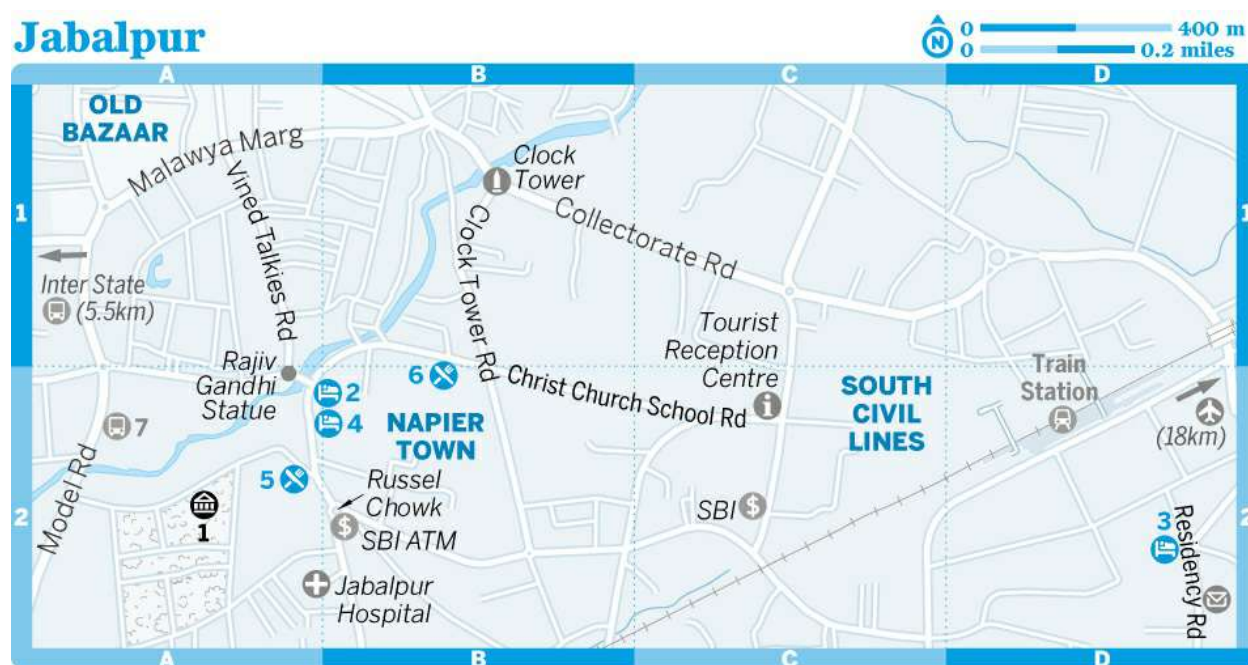 Jabalpur
N
0 400 m
0 0.2 miles
A B C D
OLD
BAZAAR
Malawya Marg
Vined Talkies Rd
Clock
Tower
Collectorate Rd
Clock Tower Rd
1 1
Inter State
(5.5km)
Rajiv
Gandhi
Statue
6
Christ Church School Rd
Tourist
Reception
Centre
SOUTH
CIVIL
LINES
Train
Station
(18km)
2
4
7
NAPIER
TOWN
5
Russel
Chowk
SBI ATM
SBI
2 2
Model Rd
1
3
Residency Rd
Jabalpur
Hospital
A B C D